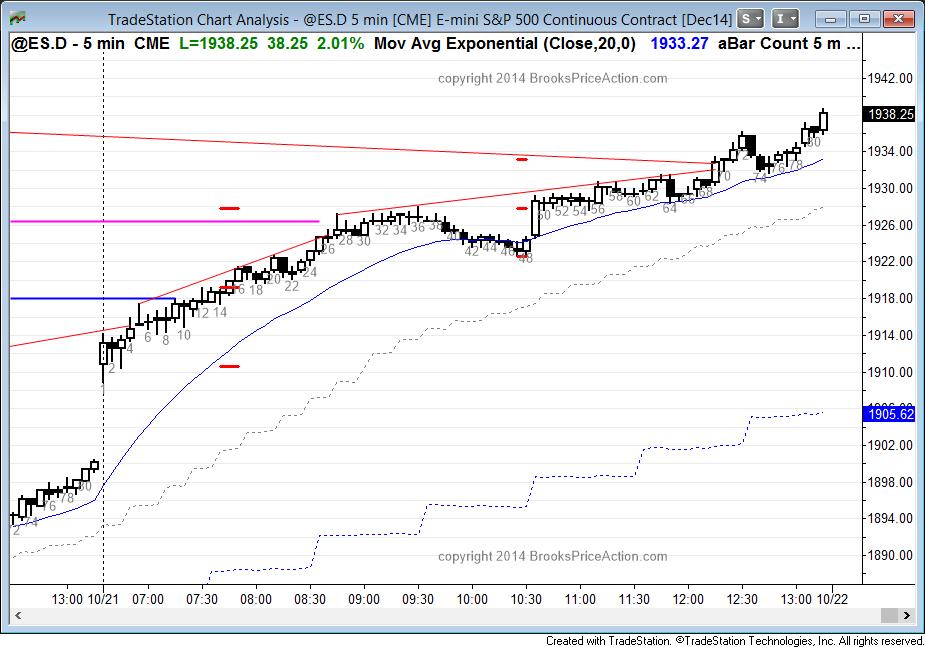 TradeStation Chart Analysis - @ES.D 5 min [CME] E-mini S&P 500 Continuous Contract [Dec14]
S I
@ES.D - 5 min CME L=1938.25 38.25 2.01% Mov Avg Exponential (Close,20,0) 1933.27 aBar Count 5 m ...
copyright 2014 BrooksPriceAction.com
1942.00
1938.25
1934.00
1930.00
1926.00
1922.00
1918.00
1914.00
1910.00
1905.62
1902.00
1898.00
1894.00
1890.00
74 76 78 80
2 4 6 8 10 12 14 16 18 20 22 24 26 28 30 32 34 36 38 42 44 46 48 50 52 54 56 58 60 62 64 66 68 70 74 76 78 80
copyright 2014 BrooksPriceAction.com
13:00 10/21 07:00 07:30 08:00 08:30 09:00 09:30 10:00 10:30 11:00 11:30 12:00 12:30 13:00 10/22
Created with TradeStation. ©TradeStation Technologies, Inc. All rights reserved.